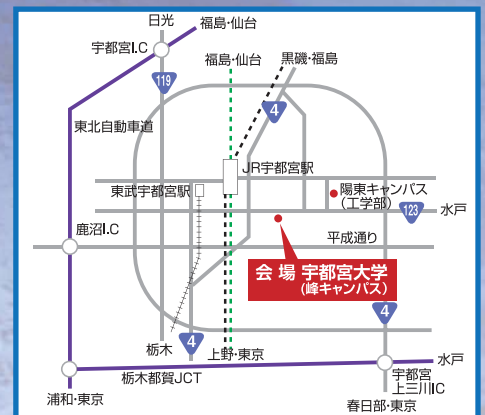 日光
福島・仙台
宇都宮I.C
福島・仙台
黒磯・福島
119
4
東北自動車道
JR宇都宮駅
東武宇都宮駅
陽東キャンパス
(工学部)
123
水戸
鹿沼I.C
平成通り
会 場 宇都宮大学
(峰キャンパス)
4
4
栃木
上野・東京
水戸
栃木都賀JCT
宇都宮
上三川IC
浦和・東京
春日部・東京